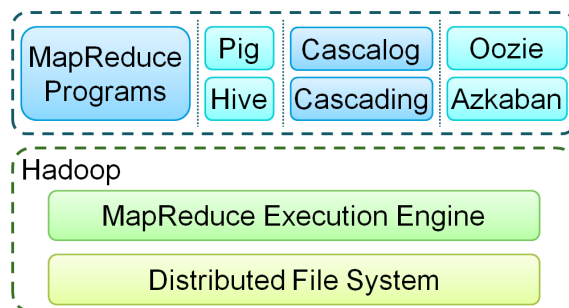 MapReduce
Programs
Pig
Hive
Cascalog
Cascading
Oozie
Azkaban
Hadoop
MapReduce Execution Engine
Distributed File System